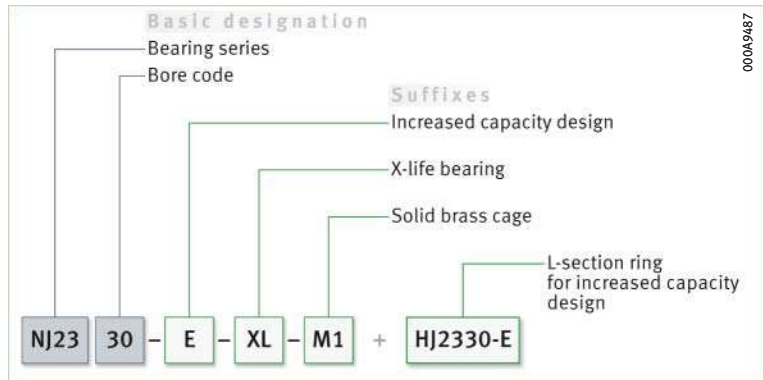 Basic designation
Bearing series
Bore code
Suffixes
Increased capacity design
X-life bearing
Solid brass cage
L-section ring
for increased capacity
design
NJ23 30 – E – XL – M1 + HJ2330-E
000A9487